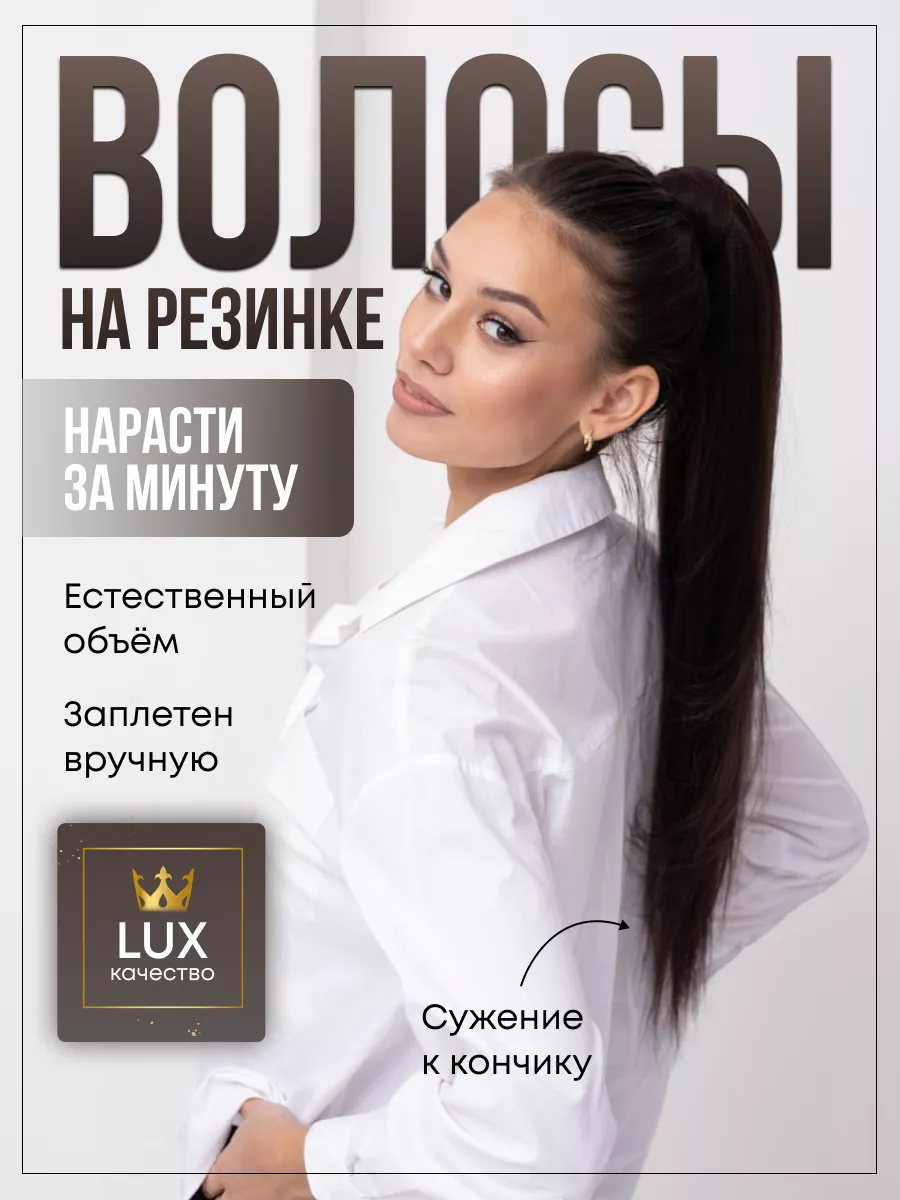 ВОЛОСЫ
НА РЕЗИНКЕ
НАРАСТИ
ЗА МИНУТУ
Естественный
объём
Заплетен
вручную
LUX
качество
Сужение
к кончику